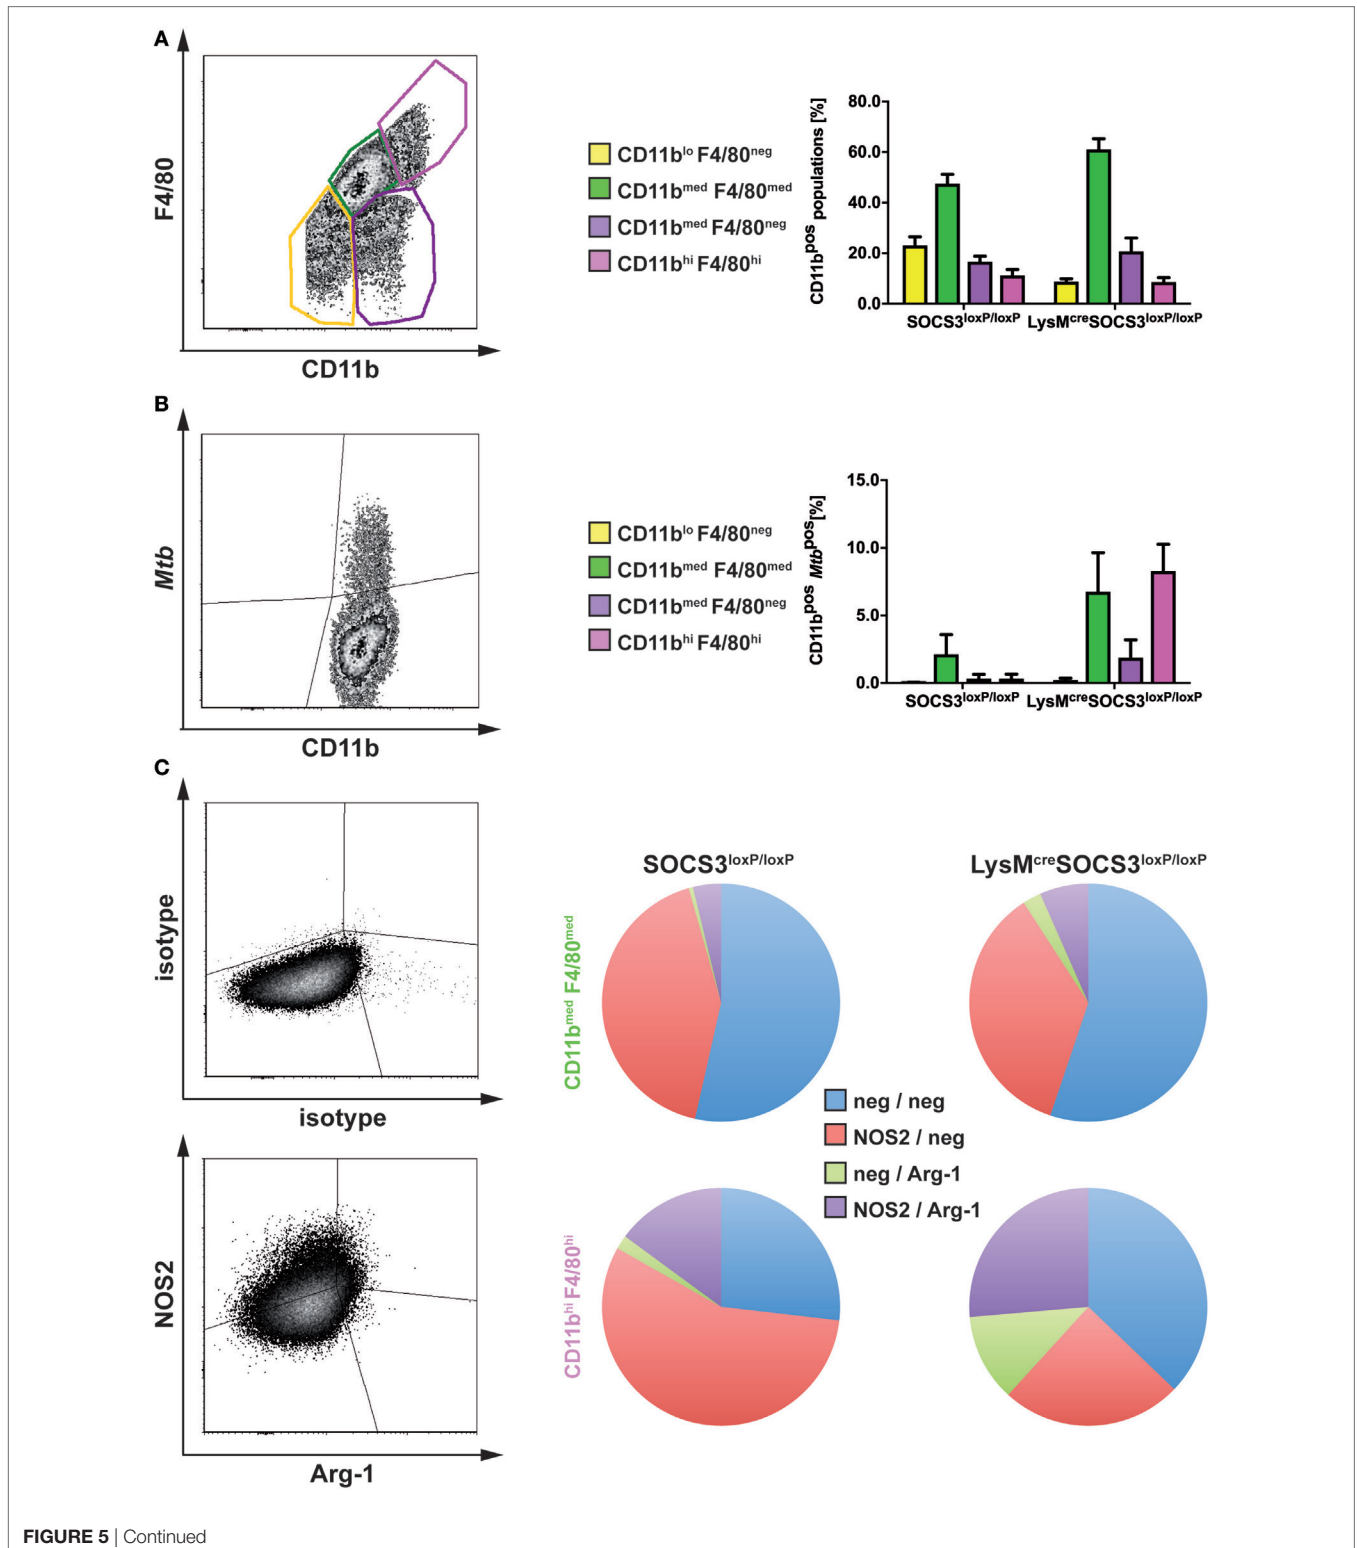 A
F4/80
CD11b
CD11b^lo F4/80^neg
CD11b^med F4/80^med
CD11b^med F4/80^neg
CD11b^hi F4/80^hi
CD11b^pos populations [%]
80.0
60.0
40.0
20.0
0.0
SOCS3^loxP/loxP LysM^cre SOCS3^loxP/loxP
B
Mtb
CD11b
CD11b^lo F4/80^neg
CD11b^med F4/80^med
CD11b^med F4/80^neg
CD11b^hi F4/80^hi
CD11b^pos Mtb^pos [%]
15.0
10.0
5.0
0.0
SOCS3^loxP/loxP LysM^cre SOCS3^loxP/loxP
C
isotype
isotype
NOS2
Arg-1
SOCS3^loxP/loxP
LysM^cre SOCS3^loxP/loxP
CD11b^med F4/80^med
neg / neg
NOS2 / neg
neg / Arg-1
NOS2 / Arg-1
CD11b^hi F4/80^hi
FIGURE 5 | Continued